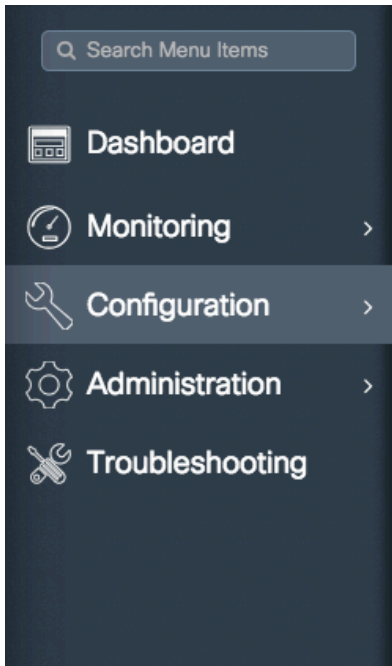 Search Menu Items
Dashboard
Monitoring
Configuration
Administration
Troubleshooting